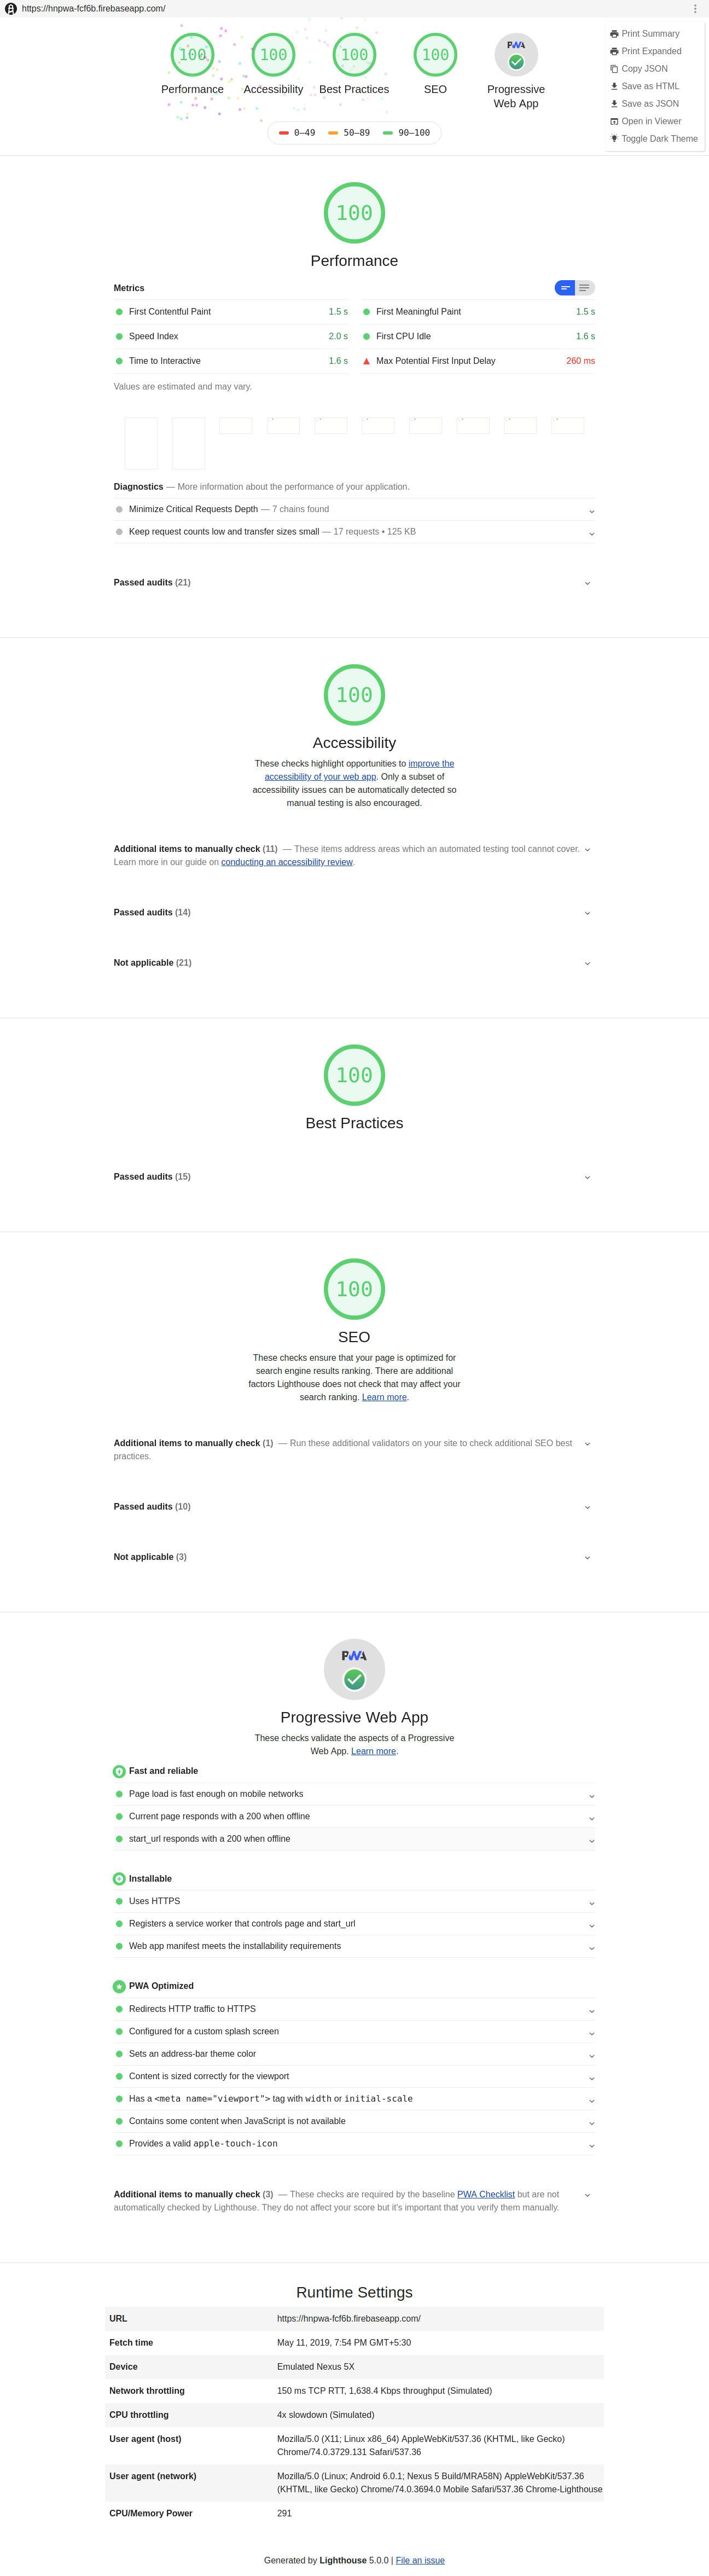 https://hnpwa-fcf6b.firebaseapp.com/
Print Summary
Print Expanded
Copy JSON
Save as HTML
Save as JSON
Open in Viewer
Toggle Dark Theme
100 100 100 100 PWA
Performance Accessibility Best Practices SEO Progressive
Web App
0–49 50–89 90–100
100
Performance
Metrics
First Contentful Paint 1.5 s First Meaningful Paint 1.5 s
Speed Index 2.0 s First CPU Idle 1.6 s
Time to Interactive 1.6 s Max Potential First Input Delay 260 ms
Values are estimated and may vary.
Diagnostics — More information about the performance of your application.
Minimize Critical Requests Depth — 7 chains found
Keep request counts low and transfer sizes small — 17 requests • 125 KB
Passed audits (21)
100
Accessibility
These checks highlight opportunities to improve the
accessibility of your web app. Only a subset of
accessibility issues can be automatically detected so
manual testing is also encouraged.
Additional items to manually check (11) — These items address areas which an automated testing tool cannot cover.
Learn more in our guide on conducting an accessibility review.
Passed audits (14)
Not applicable (21)
100
Best Practices
Passed audits (15)
100
SEO
These checks ensure that your page is optimized for
search engine results ranking. There are additional
factors Lighthouse does not check that may affect your
search ranking. Learn more.
Additional items to manually check (1) — Run these additional validators on your site to check additional SEO best
practices.
Passed audits (10)
Not applicable (3)
PWA
Progressive Web App
These checks validate the aspects of a Progressive
Web App. Learn more.
Fast and reliable
Page load is fast enough on mobile networks
Current page responds with a 200 when offline
start_url responds with a 200 when offline
Installable
Uses HTTPS
Registers a service worker that controls page and start_url
Web app manifest meets the installability requirements
PWA Optimized
Redirects HTTP traffic to HTTPS
Configured for a custom splash screen
Sets an address-bar theme color
Content is sized correctly for the viewport
Has a <meta name="viewport"> tag with width or initial-scale
Contains some content when JavaScript is not available
Provides a valid apple-touch-icon
Additional items to manually check (3) — These checks are required by the baseline PWA Checklist but are not
automatically checked by Lighthouse. They do not affect your score but it's important that you verify them manually.
Runtime Settings
URL https://hnpwa-fcf6b.firebaseapp.com/
Fetch time May 11, 2019, 7:54 PM GMT+5:30
Device Emulated Nexus 5X
Network throttling 150 ms TCP RTT, 1,638.4 Kbps throughput (Simulated)
CPU throttling 4x slowdown (Simulated)
User agent (host) Mozilla/5.0 (X11; Linux x86_64) AppleWebKit/537.36 (KHTML, like Gecko)
Chrome/74.0.3729.131 Safari/537.36
User agent (network) Mozilla/5.0 (Linux; Android 6.0.1; Nexus 5 Build/MRA58N) AppleWebKit/537.36
(KHTML, like Gecko) Chrome/74.0.3694.0 Mobile Safari/537.36 Chrome-Lighthouse
CPU/Memory Power 291
Generated by Lighthouse 5.0.0 | File an issue